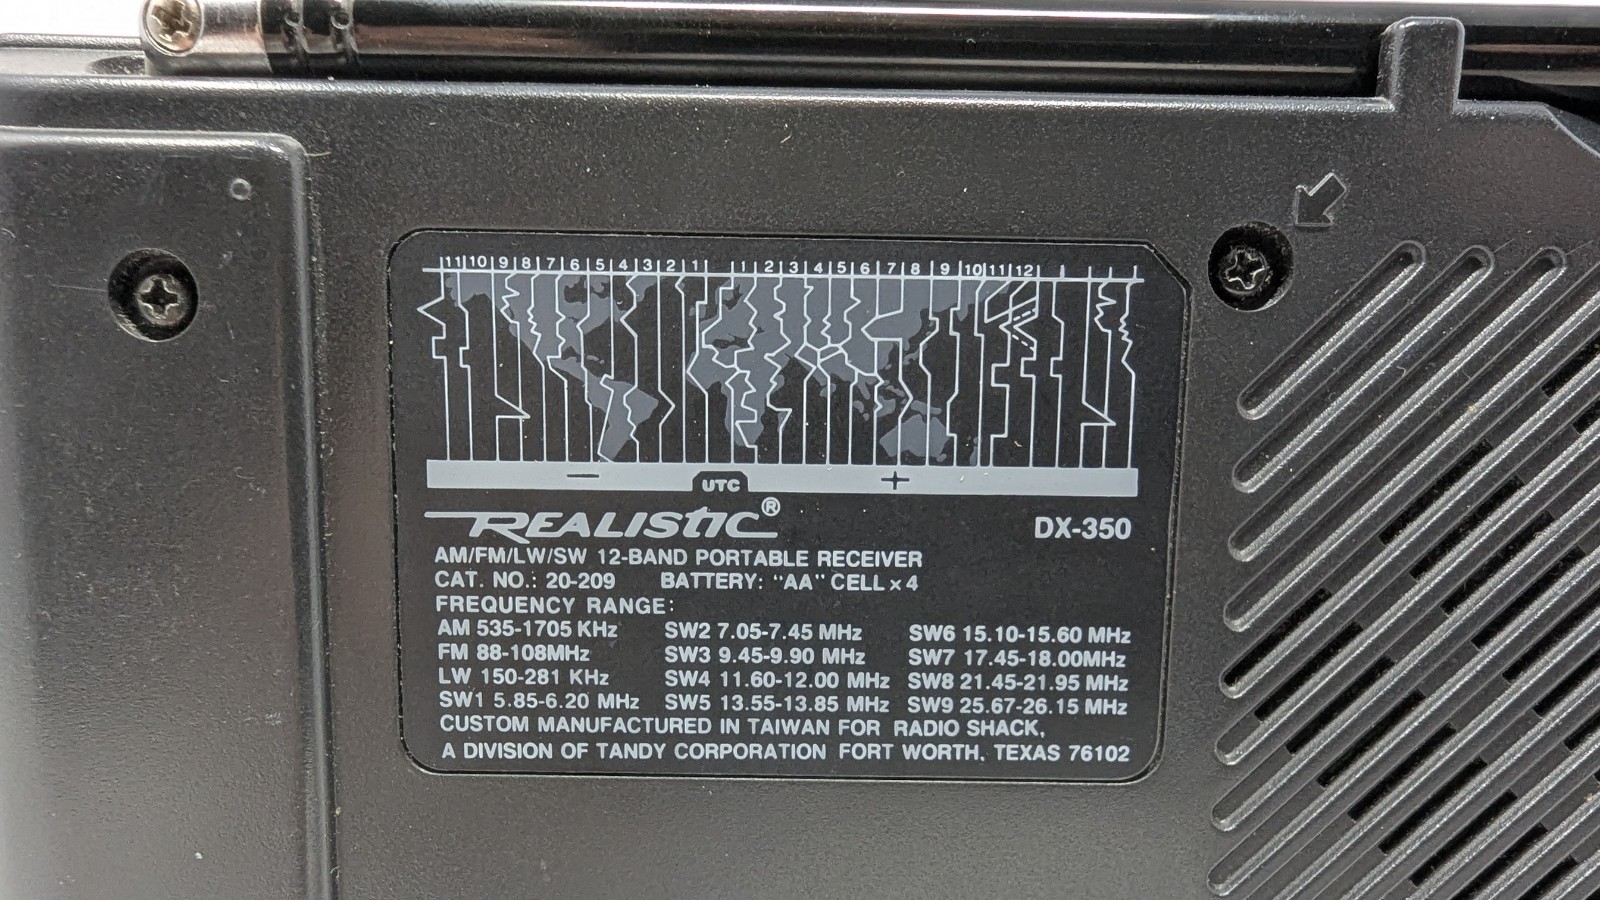 11 10 9 8 7 6 5 4 3 2 1 1 2 3 4 5 6 7 8 9 10 11 12
− UTC +
REALISTIC® DX-350
AM/FM/LW/SW 12-BAND PORTABLE RECEIVER
CAT. NO.: 20-209 BATTERY: "AA" CELL x 4
FREQUENCY RANGE:
AM 535-1705 KHz SW2 7.05-7.45 MHz SW6 15.10-15.60 MHz
FM 88-108MHz SW3 9.45-9.90 MHz SW7 17.45-18.00MHz
LW 150-281 KHz SW4 11.60-12.00 MHz SW8 21.45-21.95 MHz
SW1 5.85-6.20 MHz SW5 13.55-13.85 MHz SW9 25.67-26.15 MHz
CUSTOM MANUFACTURED IN TAIWAN FOR RADIO SHACK,
A DIVISION OF TANDY CORPORATION FORT WORTH, TEXAS 76102